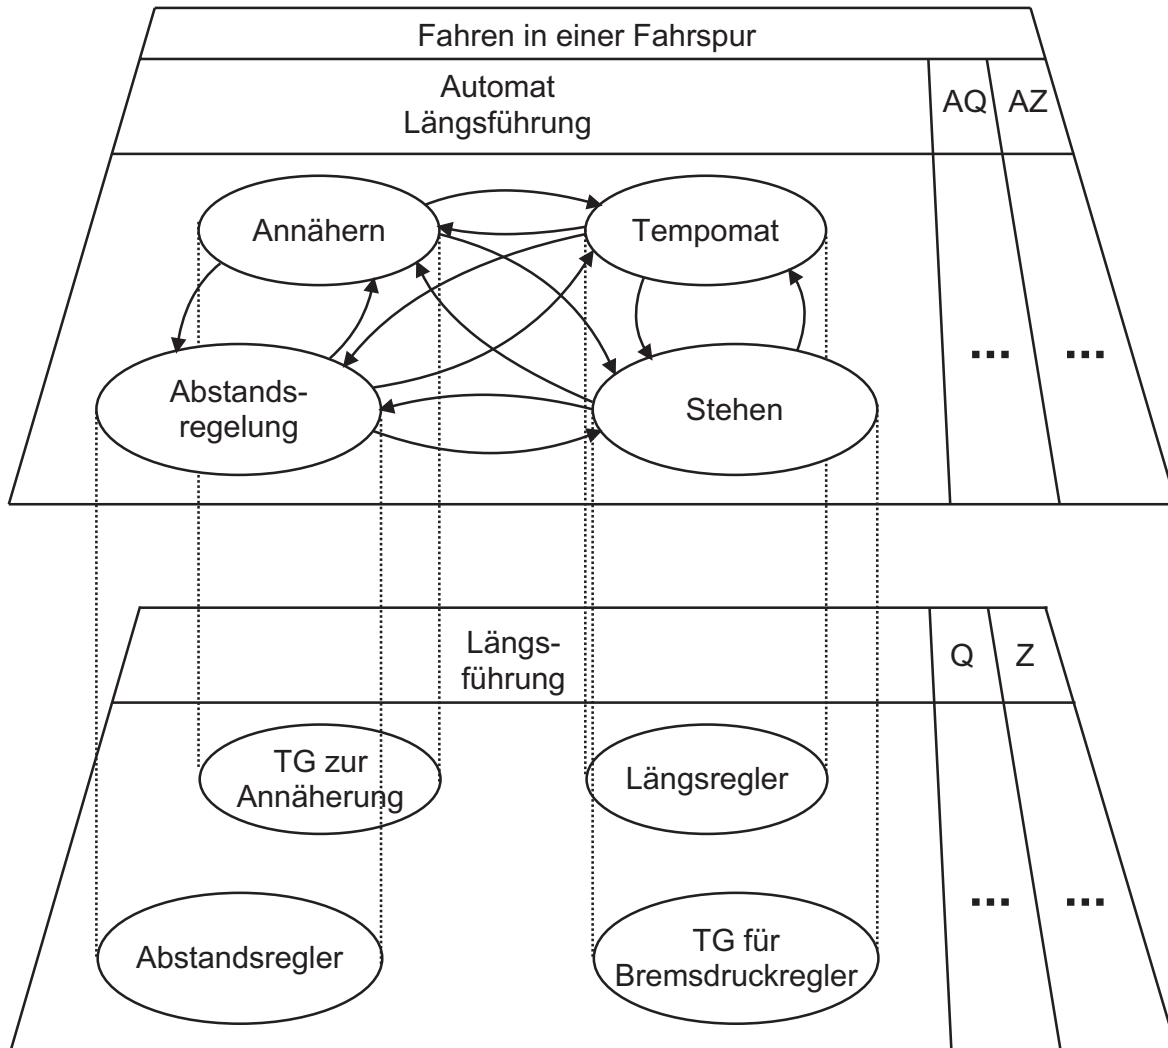 Fahren in einer Fahrspur
Automat
Längsführung
AQ
AZ
Annähern
Tempomat
Abstands-
regelung
Stehen
...
...
Längs-
führung
Q
Z
TG zur
Annäherung
Längsregler
...
...
Abstandsregler
TG für
Bremsdruckregler